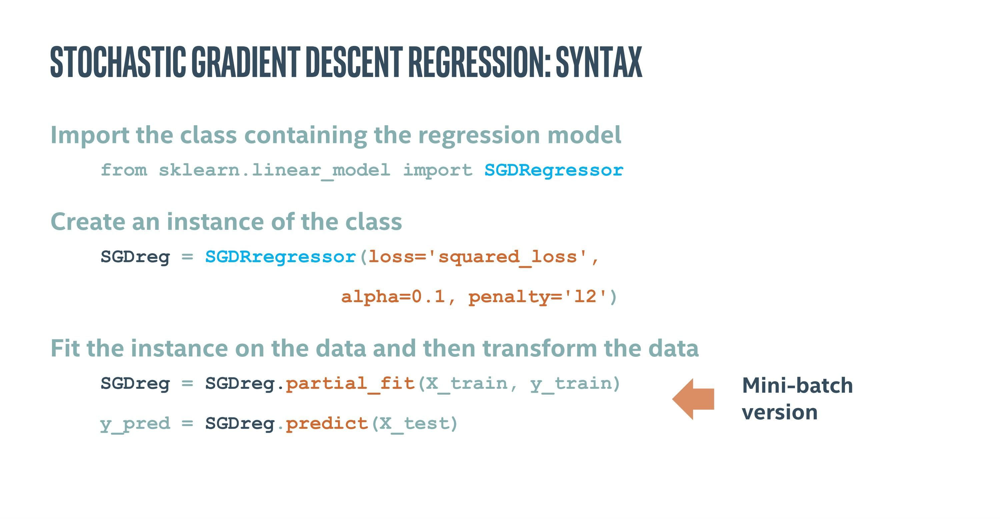 STOCHASTIC GRADIENT DESCENT REGRESSION: SYNTAX
Import the class containing the regression model
from sklearn.linear_model import SGDRegressor
Create an instance of the class
SGDreg = SGDRregressor(loss='squared_loss',
alpha=0.1, penalty='l2')
Fit the instance on the data and then transform the data
SGDreg = SGDreg.partial_fit(X_train, y_train)
y_pred = SGDreg.predict(X_test)
Mini-batch
version